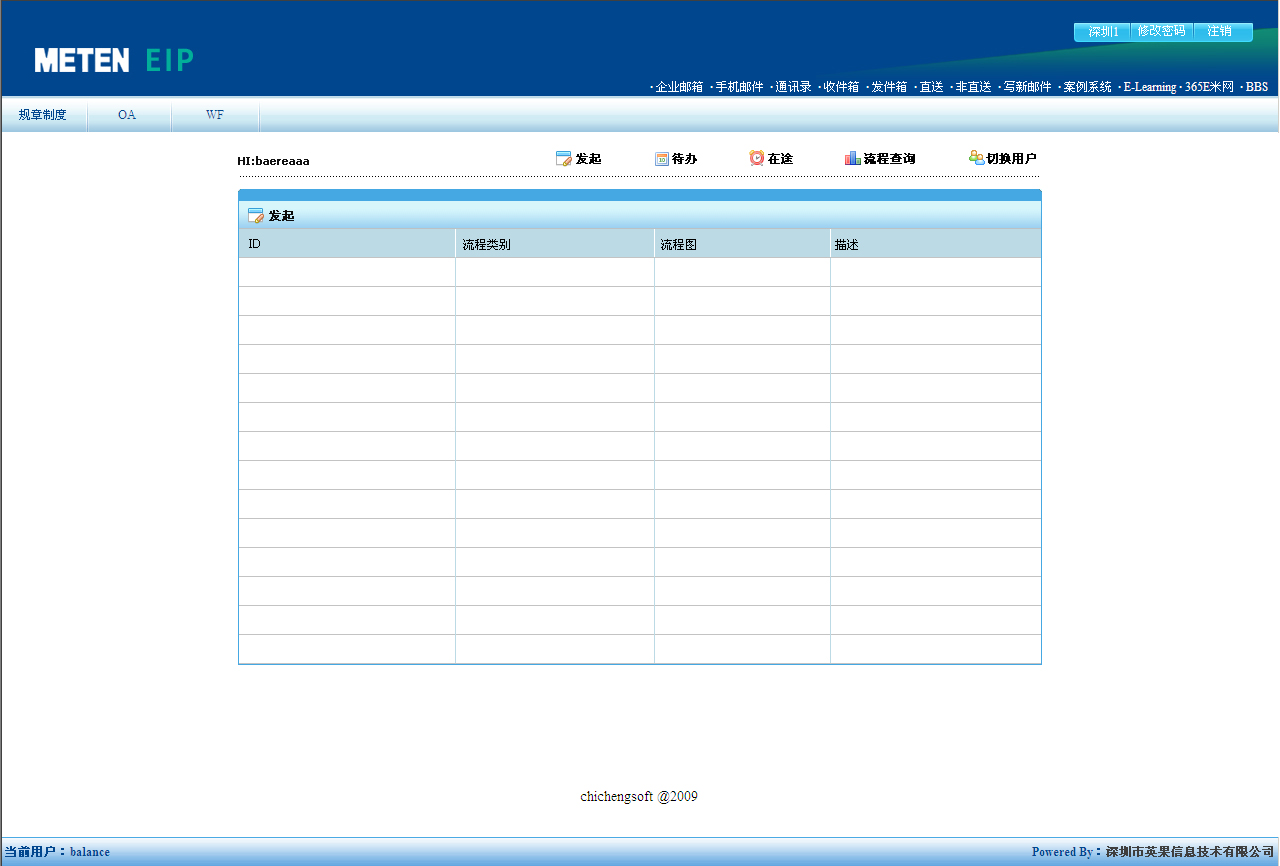 深圳1 修改密码 注销
METEN EIP
·企业邮箱 ·手机邮件 ·通讯录 ·收件箱 ·发件箱 ·直送 ·非直送 ·写新邮件 ·案例系统 ·E-Learning ·365E米网 ·BBS
规章制度 OA WF
HI:baereaaa 发起 待办 在途 流程查询 切换用户
发起
ID 流程类别 流程图 描述
chichengsoft @2009
当前用户：balance Powered By：深圳市英果信息技术有限公司